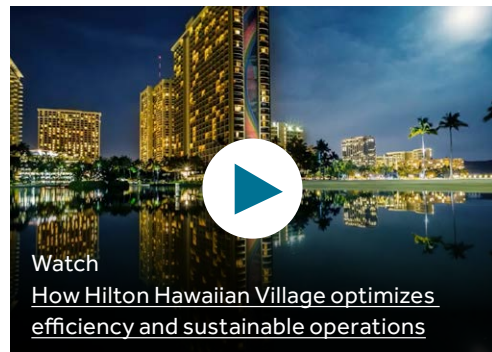 Watch
How Hilton Hawaiian Village optimizes
efficiency and sustainable operations